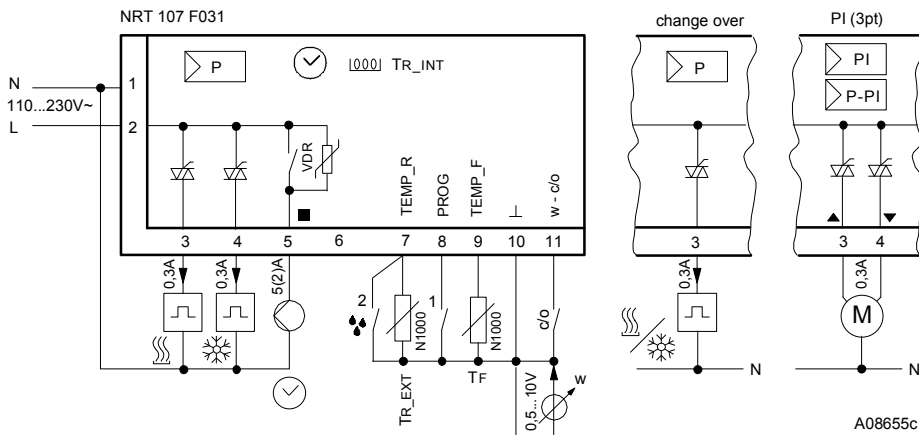 NRT 107 F031
change over
PI (3pt)
P
TR_INT
P
PI
P-PI
N
110...230V~
L
1
2
VDR
TEMP_R
PROG
TEMP_F
⊥
w - c/o
3
4
5
6
7
8
9
10
11
3
3
4
0,3A
0,3A
5(2)A
2
N1000
1
N1000
c/o
0,3A
0,3A
M
TR_EXT
TF
0,5...10V
w
N
N
A08655c